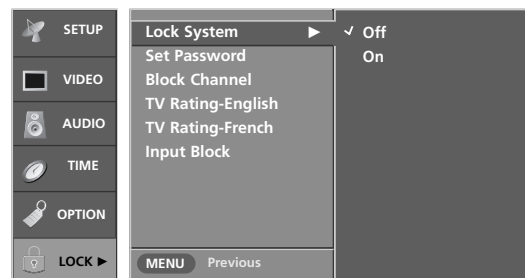 SETUP
VIDEO
AUDIO
TIME
OPTION
LOCK ►
Lock System ►
Set Password
Block Channel
TV Rating-English
TV Rating-French
Input Block
MENU Previous
✓ Off
On